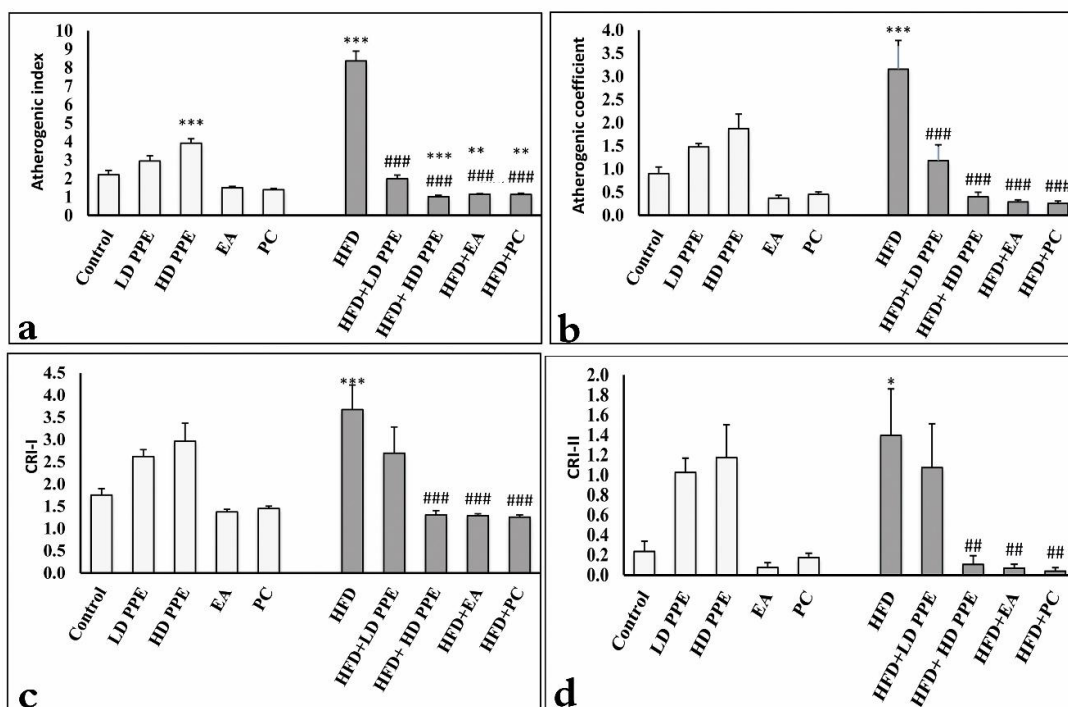 Atherogenic index
10
9
8
7
6
5
4
3
2
1
0
***
***
###
***
###
**
###
**
###
Control
LD PPE
HD PPE
EA
PC
HFD
HFD+LD PPE
HFD+ HD PPE
HFD+EA
HFD+PC
a
Atherogenic coefficient
4.0
3.5
3.0
2.5
2.0
1.5
1.0
0.5
0.0
***
###
###
###
###
Control
LD PPE
HD PPE
EA
PC
HFD
HFD+LD PPE
HFD+ HD PPE
HFD+EA
HFD+PC
b
CRI-I
4.5
4.0
3.5
3.0
2.5
2.0
1.5
1.0
0.5
0.0
***
###
###
###
Control
LD PPE
HD PPE
EA
PC
HFD
HFD+LD PPE
HFD+ HD PPE
HFD+EA
HFD+PC
c
CRI-II
2.0
1.8
1.6
1.4
1.2
1.0
0.8
0.6
0.4
0.2
0.0
*
##
##
##
Control
LD PPE
HD PPE
EA
PC
HFD
HFD+LD PPE
HFD+ HD PPE
HFD+EA
HFD+PC
d